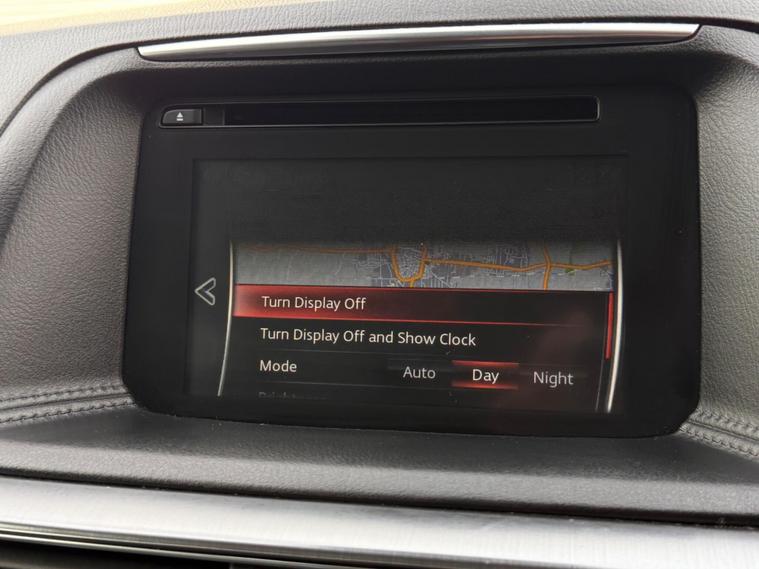 Turn Display Off
Turn Display Off and Show Clock
Mode Auto Day Night